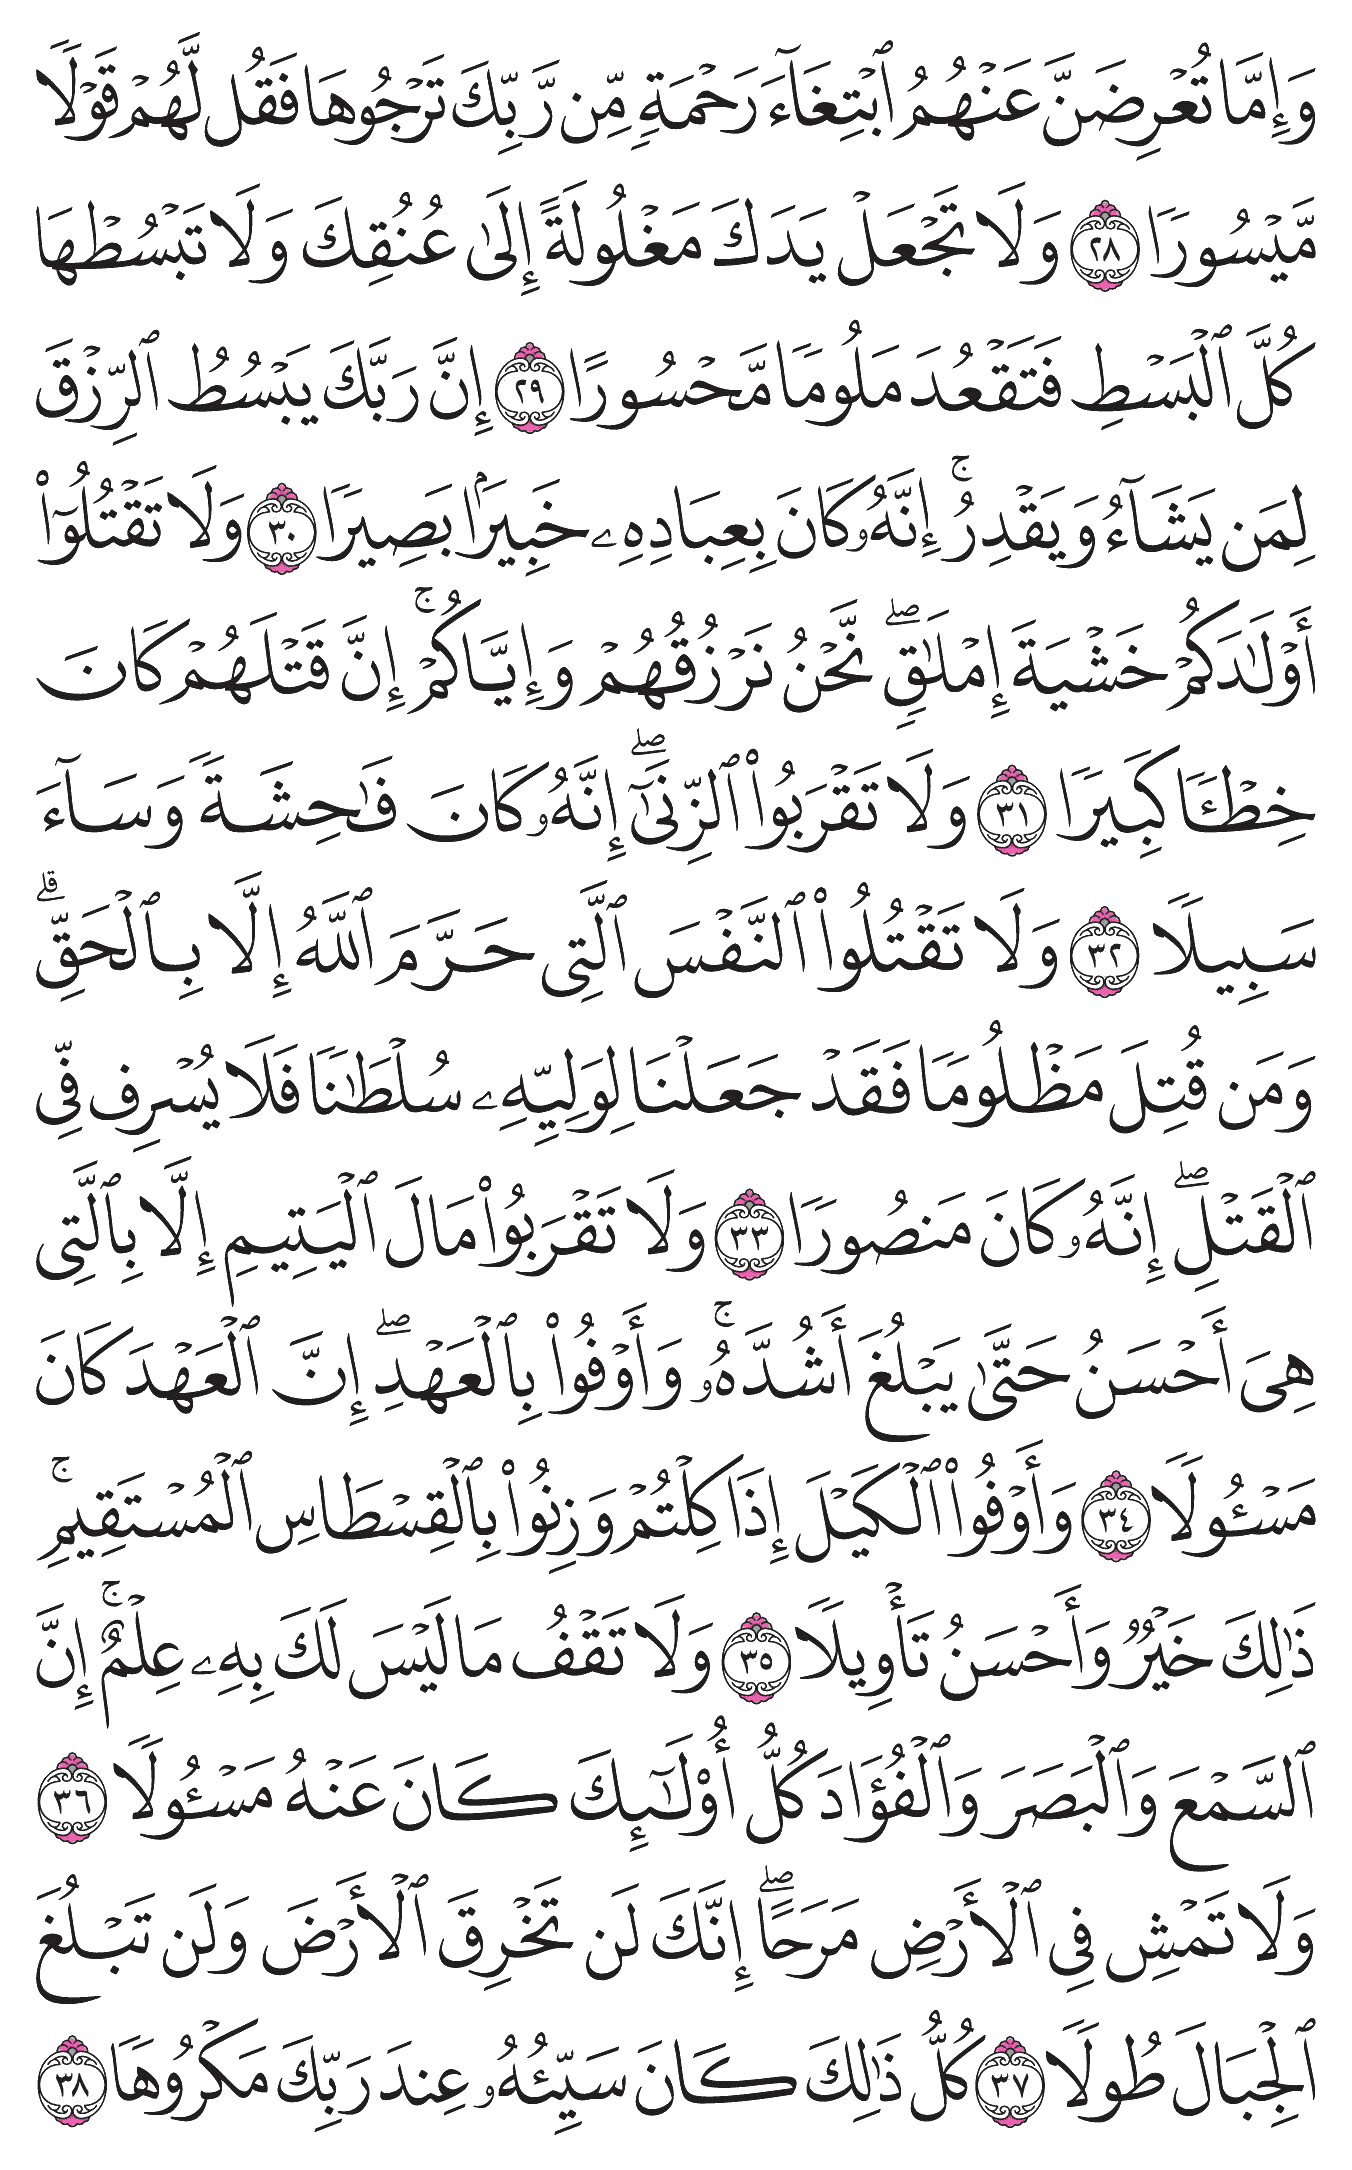 وَإِمَّا تُعْرِضَنَّ عَنْهُمُ ٱبْتِغَآءَ رَحْمَةٍ مِّن رَّبِّكَ تَرْجُوهَا فَقُل لَّهُمْ قَوْلًا
مَّيْسُورًا ٢٨ وَلَا تَجْعَلْ يَدَكَ مَغْلُولَةً إِلَىٰ عُنُقِكَ وَلَا تَبْسُطْهَا
كُلَّ ٱلْبَسْطِ فَتَقْعُدَ مَلُومًا مَّحْسُورًا ٢٩ إِنَّ رَبَّكَ يَبْسُطُ ٱلرِّزْقَ
لِمَن يَشَآءُ وَيَقْدِرُ ۚ إِنَّهُۥ كَانَ بِعِبَادِهِۦ خَبِيرًۢا بَصِيرًا ٣٠ وَلَا تَقْتُلُوٓا۟
أَوْلَـٰدَكُمْ خَشْيَةَ إِمْلَـٰقٍ ۖ نَّحْنُ نَرْزُقُهُمْ وَإِيَّاكُمْ ۚ إِنَّ قَتْلَهُمْ كَانَ
خِطْـًٔا كَبِيرًا ٣١ وَلَا تَقْرَبُوا۟ ٱلزِّنَىٰٓ ۖ إِنَّهُۥ كَانَ فَـٰحِشَةً وَسَآءَ
سَبِيلًا ٣٢ وَلَا تَقْتُلُوا۟ ٱلنَّفْسَ ٱلَّتِى حَرَّمَ ٱللَّهُ إِلَّا بِٱلْحَقِّ ۗ
وَمَن قُتِلَ مَظْلُومًا فَقَدْ جَعَلْنَا لِوَلِيِّهِۦ سُلْطَـٰنًا فَلَا يُسْرِف فِّى
ٱلْقَتْلِ ۖ إِنَّهُۥ كَانَ مَنصُورًا ٣٣ وَلَا تَقْرَبُوا۟ مَالَ ٱلْيَتِيمِ إِلَّا بِٱلَّتِى
هِىَ أَحْسَنُ حَتَّىٰ يَبْلُغَ أَشُدَّهُۥ ۚ وَأَوْفُوا۟ بِٱلْعَهْدِ ۖ إِنَّ ٱلْعَهْدَ كَانَ
مَسْـُٔولًا ٣٤ وَأَوْفُوا۟ ٱلْكَيْلَ إِذَا كِلْتُمْ وَزِنُوا۟ بِٱلْقِسْطَاسِ ٱلْمُسْتَقِيمِ ۚ
ذَٰلِكَ خَيْرٌ وَأَحْسَنُ تَأْوِيلًا ٣٥ وَلَا تَقْفُ مَا لَيْسَ لَكَ بِهِۦ عِلْمٌ ۚ إِنَّ
ٱلسَّمْعَ وَٱلْبَصَرَ وَٱلْفُؤَادَ كُلُّ أُو۟لَـٰٓئِكَ كَانَ عَنْهُ مَسْـُٔولًا ٣٦
وَلَا تَمْشِ فِى ٱلْأَرْضِ مَرَحًا ۖ إِنَّكَ لَن تَخْرِقَ ٱلْأَرْضَ وَلَن تَبْلُغَ
ٱلْجِبَالَ طُولًا ٣٧ كُلُّ ذَٰلِكَ كَانَ سَيِّئُهُۥ عِندَ رَبِّكَ مَكْرُوهًا ٣٨